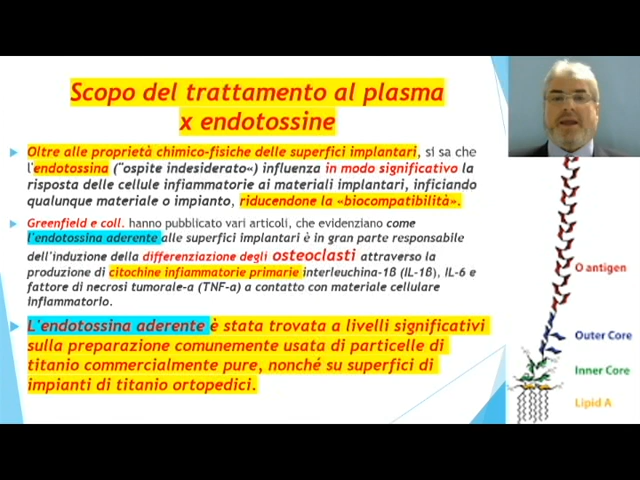 Scopo del trattamento al plasma
x endotossine
Oltre alle proprietà chimico-fisiche delle superfici implantari, si sa che
l'endotossina ("ospite indesiderato«) influenza in modo significativo la
risposta delle cellule infiammatorie ai materiali implantari, inficiando
qualunque materiale o impianto, riducendone la «biocompatibilità».
Greenfield e coll. hanno pubblicato vari articoli, che evidenziano come
l'endotossina aderente alle superfici implantari è in gran parte responsabile
dell'induzione della differenziazione degli osteoclasti attraverso la
produzione di citochine infiammatorie primarie interleuchina-1ß (IL-1ß), IL-6 e
fattore di necrosi tumorale-a (TNF-a) a contatto con materiale cellulare
infiammatorio.
L'endotossina aderente è stata trovata a livelli significativi
sulla preparazione comunemente usata di particelle di
titanio commercialmente pure, nonché su superfici di
impianti di titanio ortopedici.
O antigen
Outer Core
Inner Core
Lipid A